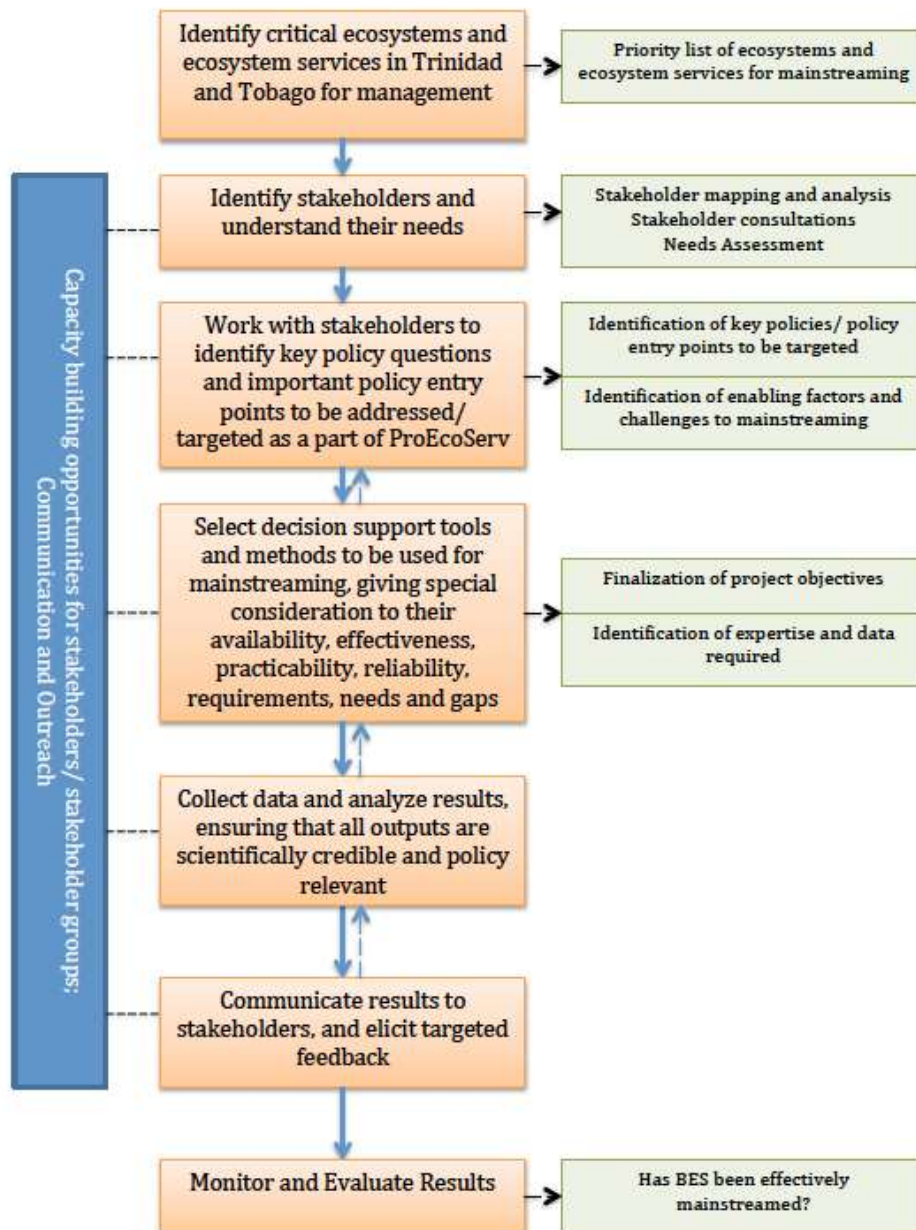 Identify critical ecosystems and
ecosystem services in Trinidad
and Tobago for management
Priority list of ecosystems and
ecosystem services for mainstreaming
Capacity building opportunities for stakeholders/ stakeholder groups;
Communication and Outreach
Identify stakeholders and
understand their needs
Stakeholder mapping and analysis
Stakeholder consultations
Needs Assessment
Work with stakeholders to
identify key policy questions
and important policy entry
points to be addressed/
targeted as a part of ProEcoServ
Identification of key policies/ policy
entry points to be targeted
Identification of enabling factors and
challenges to mainstreaming
Select decision support tools
and methods to be used for
mainstreaming, giving special
consideration to their
availability, effectiveness,
practicability, reliability,
requirements, needs and gaps
Finalization of project objectives
Identification of expertise and data
required
Collect data and analyze results,
ensuring that all outputs are
scientifically credible and policy
relevant
Communicate results to
stakeholders, and elicit targeted
feedback
Monitor and Evaluate Results
Has BES been effectively
mainstreamed?